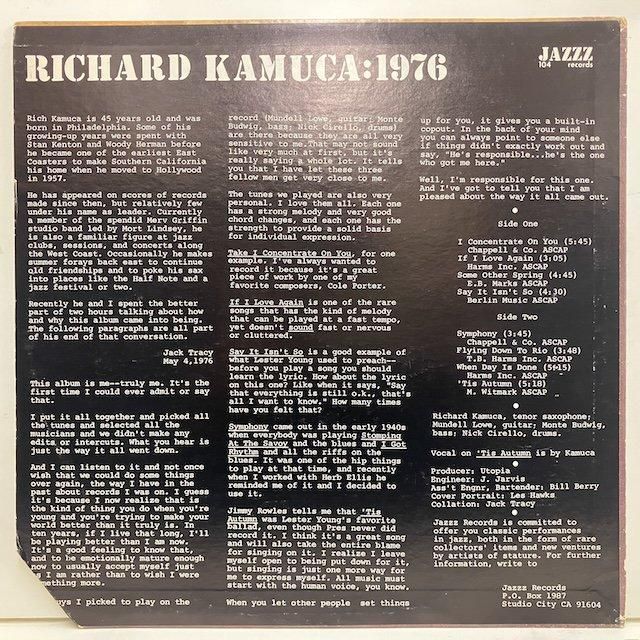 RICHARD KAMUCA:1976
JAZZZ
104 records
Rich Kamuca is 45 years old and was
born in Philadelphia. Some of his
growing-up years were spent with
Stan Kenton and Woody Herman before
he became one of the earliest East
Coasters to make Southern California
his home when he moved to Hollywood
in 1957.
He has appeared on scores of records
made since then, but relatively few
under his name as leader. Currently
a member of the spendid Merv Griffin
studio band led by Mort Lindsey, he
is also a familiar figure at jazz
clubs, sessions, and concerts along
the West Coast. Occasionally he makes
summer forays back east to continue
old friendships and to poke his sax
into places like the Half Note and a
jazz festival or two.
Recently he and I spent the better
part of two hours talking about how
and why this album came into being.
The following paragraphs are all part
of his end of that conversation.
Jack Tracy
May 4,1976
This album is me--truly me. It's the
first time I could ever admit or say
that.
I put it all together and picked all
the tunes and selected all the
musicians and we didn't make any
edits or intercuts. What you hear is
just the way it all went down.
And I can listen to it and not once
wish that we could do some things
over again, the way I have in the
past about records I was on. I guess
it's because I now realize that is
the kind of thing you do when you're
young and you're trying to make your
world better than it truly is. In
ten years, if I live that long, I'll
be playing better than I am now.
It's a good feeling to know that,
and to be emotionally mature enough
now to usually accept myself just
I am rather than to wish I were
something more.
guys I picked to play on the
record (Mundell Lowe, guitar; Monte
Budwig, bass; Nick Cirello, drums)
are there because they are all very
sensitive to me.That may not sound
like very much at first, but it's
really saying a whole lot. It tells
you that I have let these three
fellow men get very close to me.
The tunes we played are also very
personal. I love them all. Each one
has a strong melody and very good
chord changes, and each one has the
strength to provide a solid basis
for individual expression.
Take I Concentrate On You, for one
example. I've always wanted to
record it because it's a great
piece of work by one of my
favorite composers, Cole Porter.
If I Love Again is one of the rare
songs that has the kind of melody
that can be played at a fast tempo,
yet doesn't sound fast or nervous
or cluttered.
Say It Isn't So is a good example of
what Lester Young used to preach--
before you play a song you should
learn the lyric. How about the lyric
on this one? Like when it says, "Say
that everything is still o.k., that's
all I want to know." How many times
have you felt that?
Symphony came out in the early 1940s
when everybody was playing Stomping
At The Savoy and the blues and I Got
Rhythm and all the riffs on the
blues. It was one of the hip things
to play at that time, and recently
when I worked with Herb Ellis he
reminded me of it and I decided to
use it.
Jimmy Rowles tells me that 'Tis
Autumn was Lester Young's favorite
ballad, even though Pres never did
record it. I think it's a great song
and will also take the entire blame
for singing on it. I realize I leave
myself open to being put down for it,
but singing is just one more way for
me to express myself. All music must
start with the human voice, you know.
When you let other people set things
up for you, it gives you a built-in
copout. In the back of your mind
you can always point to someone else
if things didn't exactly work out and
say, "He's responsible...he's the one
who got me here."
Well, I'm responsible for this one.
And I've got to tell you that I am
pleased about the way it all came out.
Side One
I Concentrate On You (5:45)
Chappell & Co. ASCAP
If I Love Again (3:05)
Harms Inc. ASCAP
Some Other Spring (4:45)
E.B. Marks ASCAP
Say It Isn't So (4:30)
Berlin Music ASCAP
Side Two
Symphony (3:45)
Chappell & Co. ASCAP
Flying Down To Rio (3:48)
T.B. Harms Inc. ASCAP
When Day Is Done (5:15)
Harms Inc. ASCAP
'Tis Autumn (5:18)
M. Witmark ASCAP
Richard Kamuca, tenor saxophone;
Mundell Lowe, guitar; Monte Budwig,
bass; Nick Cirello, drums.
Vocal on 'Tis Autumn is by Kamuca
Producer: Utopia
Engineer: J. Jarvis
Ass't Engnr, Bartender: Bill Berry
Cover Portrait: Les Hawks
Collation: Jack Tracy
Jazzz Records is committed to
offer you classic performances
in jazz, both in the form of rare
collectors' items and new ventures
by artists of stature. For further
information, write to
Jazzz Records
P.O. Box 1987
Studio City CA 91604